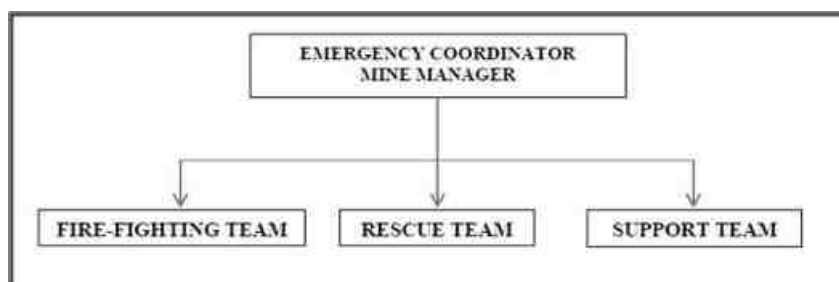 EMERGENCY COORDINATOR
MINE MANAGER
FIRE-FIGHTING TEAM
RESCUE TEAM
SUPPORT TEAM